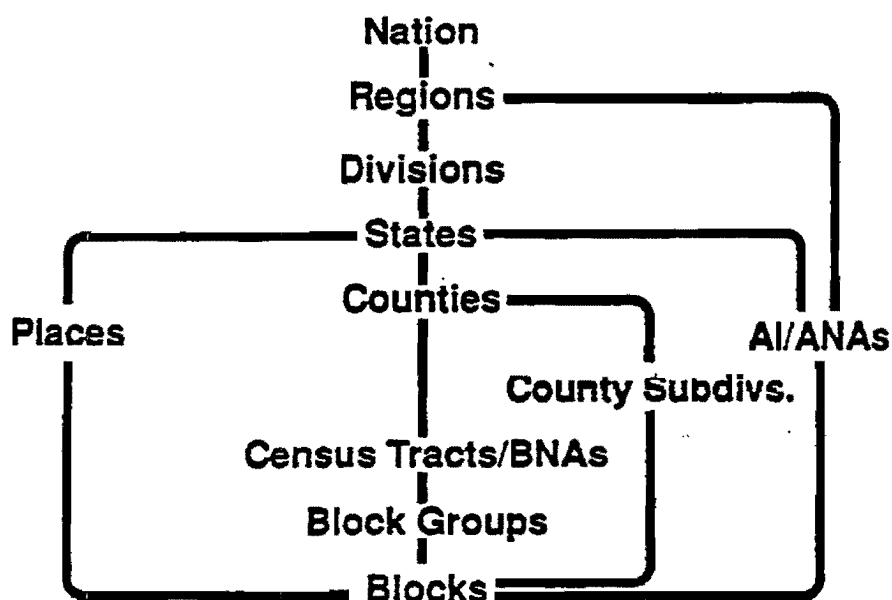 Nation
Regions
Divisions
States
Counties
Places
AI/ANAs
County Subdivs.
Census Tracts/BNAs
Block Groups
Blocks